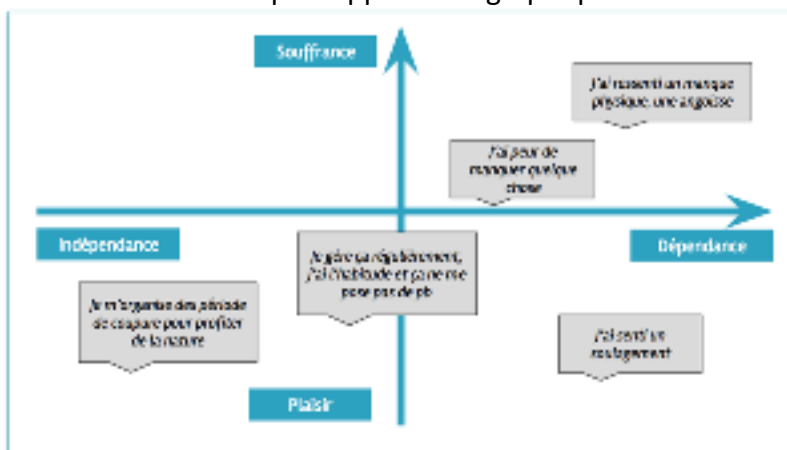 Souffrance
J'ai ressenti un manque
physique, une angoisse
J'ai peur de
manquer quelque
chose
Indépendance
Dépendance
Je gère ça régulièrement,
j'ai l'habitude et ça ne me
pose pas de pb
Je m'organise des période
de coupure pour profiter
de la nature
J'ai senti un
soulagement
Plaisir